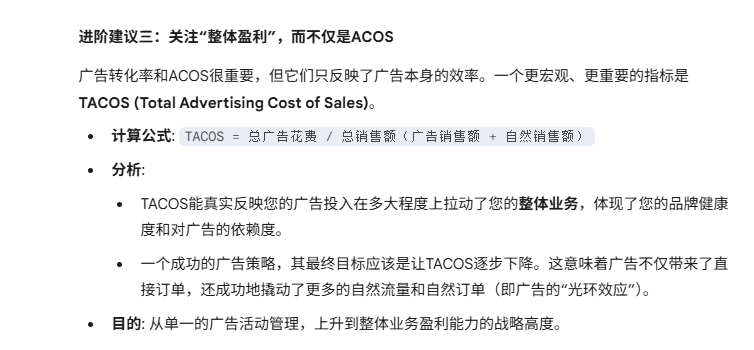 进阶建议三：关注“整体盈利”，而不仅是ACOS
广告转化率和ACOS很重要，但它们只反映了广告本身的效率。一个更宏观、更重要的指标是
TACOS (Total Advertising Cost of Sales)。
• 计算公式: TACOS = 总广告花费 / 总销售额（广告销售额 + 自然销售额）
• 分析:
• TACOS能真实反映您的广告投入在多大程度上拉动了您的整体业务，体现了您的品牌健康
度和对广告的依赖度。
• 一个成功的广告策略，其最终目标应该是让TACOS逐步下降。这意味着广告不仅带来了直
接订单，还成功地撬动了更多的自然流量和自然订单（即广告的“光环效应”）。
• 目的: 从单一的广告活动管理，上升到整体业务盈利能力的战略高度。